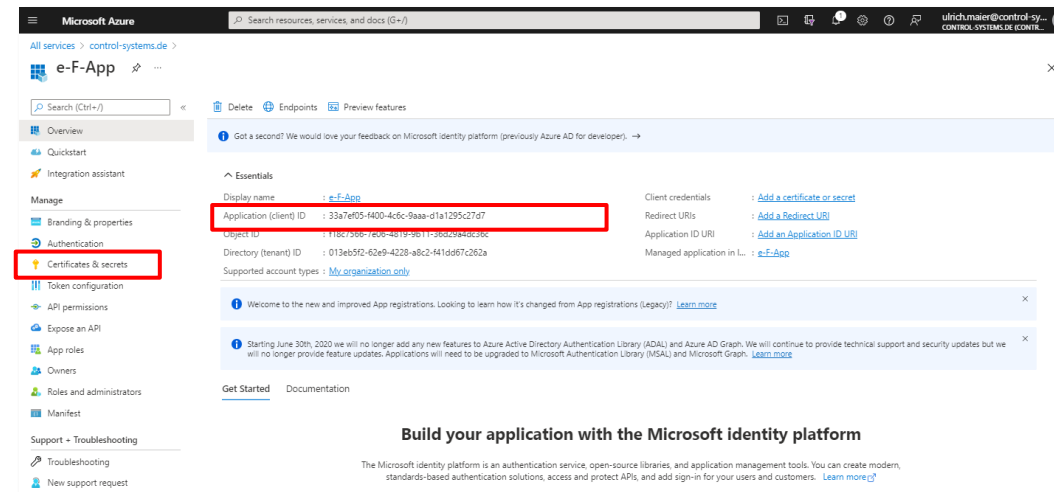 Microsoft Azure
Search resources, services, and docs (G+/)
ulrich.maier@control-sy...
CONTROL-SYSTEMS.DE (CONTR...
All services > control-systems.de >
e-F-App
Search (Ctrl+/)
Delete Endpoints Preview features
Overview
Got a second? We would love your feedback on Microsoft identity platform (previously Azure AD for developer). →
Quickstart
Integration assistant
Essentials
Manage
Display name : e-F-App
Client credentials : Add a certificate or secret
Application (client) ID : 33a7ef05-f400-4c6c-9aaa-d1a1295c27d7
Redirect URIs : Add a Redirect URI
Branding & properties
Object ID : f18c7566-7e06-4819-9b11-36d29a4dc36c
Application ID URI : Add an Application ID URI
Authentication
Directory (tenant) ID : 013eb5f2-62e9-4228-a8c2-f41dd67c262a
Managed application in l... : e-F-App
Certificates & secrets
Supported account types : My organization only
Token configuration
API permissions
Welcome to the new and improved App registrations. Looking to learn how it's changed from App registrations (Legacy)? Learn more
Expose an API
App roles
Starting June 30th, 2020 we will no longer add any new features to Azure Active Directory Authentication Library (ADAL) and Azure AD Graph. We will continue to provide technical support and security updates but we
will no longer provide feature updates. Applications will need to be upgraded to Microsoft Authentication Library (MSAL) and Microsoft Graph. Learn more
Owners
Roles and administrators
Get Started Documentation
Manifest
Support + Troubleshooting
Build your application with the Microsoft identity platform
Troubleshooting
The Microsoft identity platform is an authentication service, open-source libraries, and application management tools. You can create modern,
New support request
standards-based authentication solutions, access and protect APIs, and add sign-in for your users and customers. Learn more